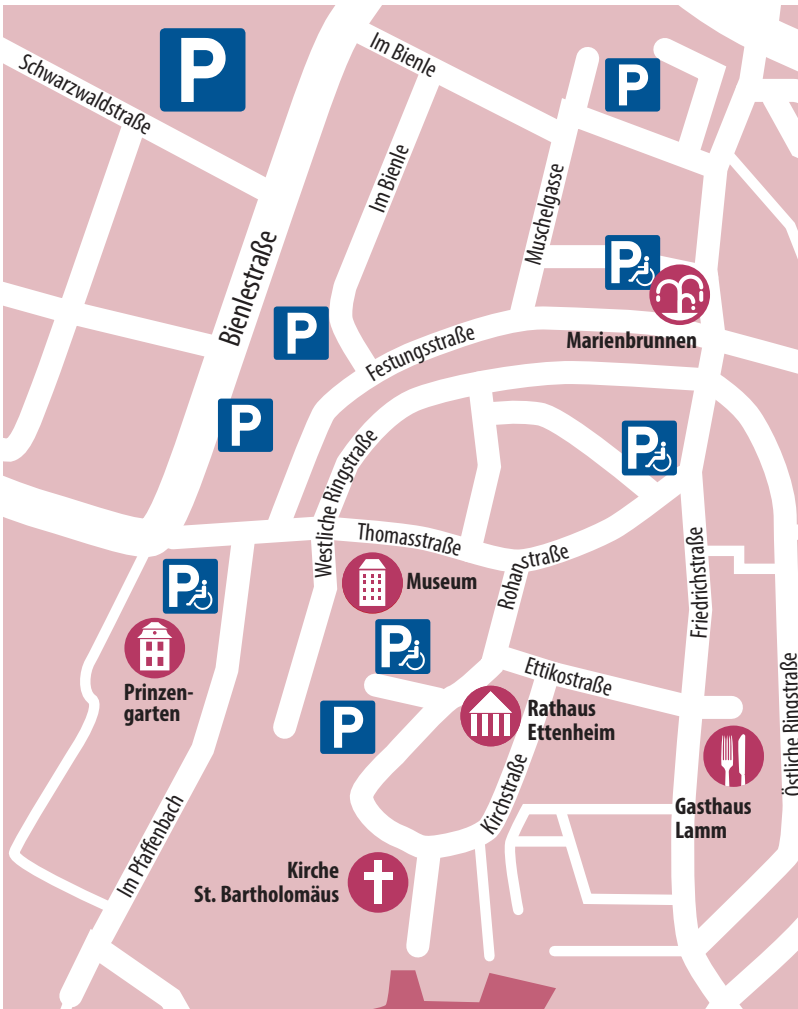 P
Schwarzwaldstraße
Im Bienle
P
Im Bienle
Muschelgasse
Bienlestraße
P
P
Festungsstraße
Marienbrunnen
P
P
Westliche Ringstraße
Thomasstraße
Rohanstraße
Friedrichstraße
Museum
P
P
Prinzen-
garten
Ettikostraße
Östliche Ringstraße
P
Rathaus
Ettenheim
Kirchstraße
Gasthaus
Lamm
Im Pfaffenbach
Kirche
St. Bartholomäus